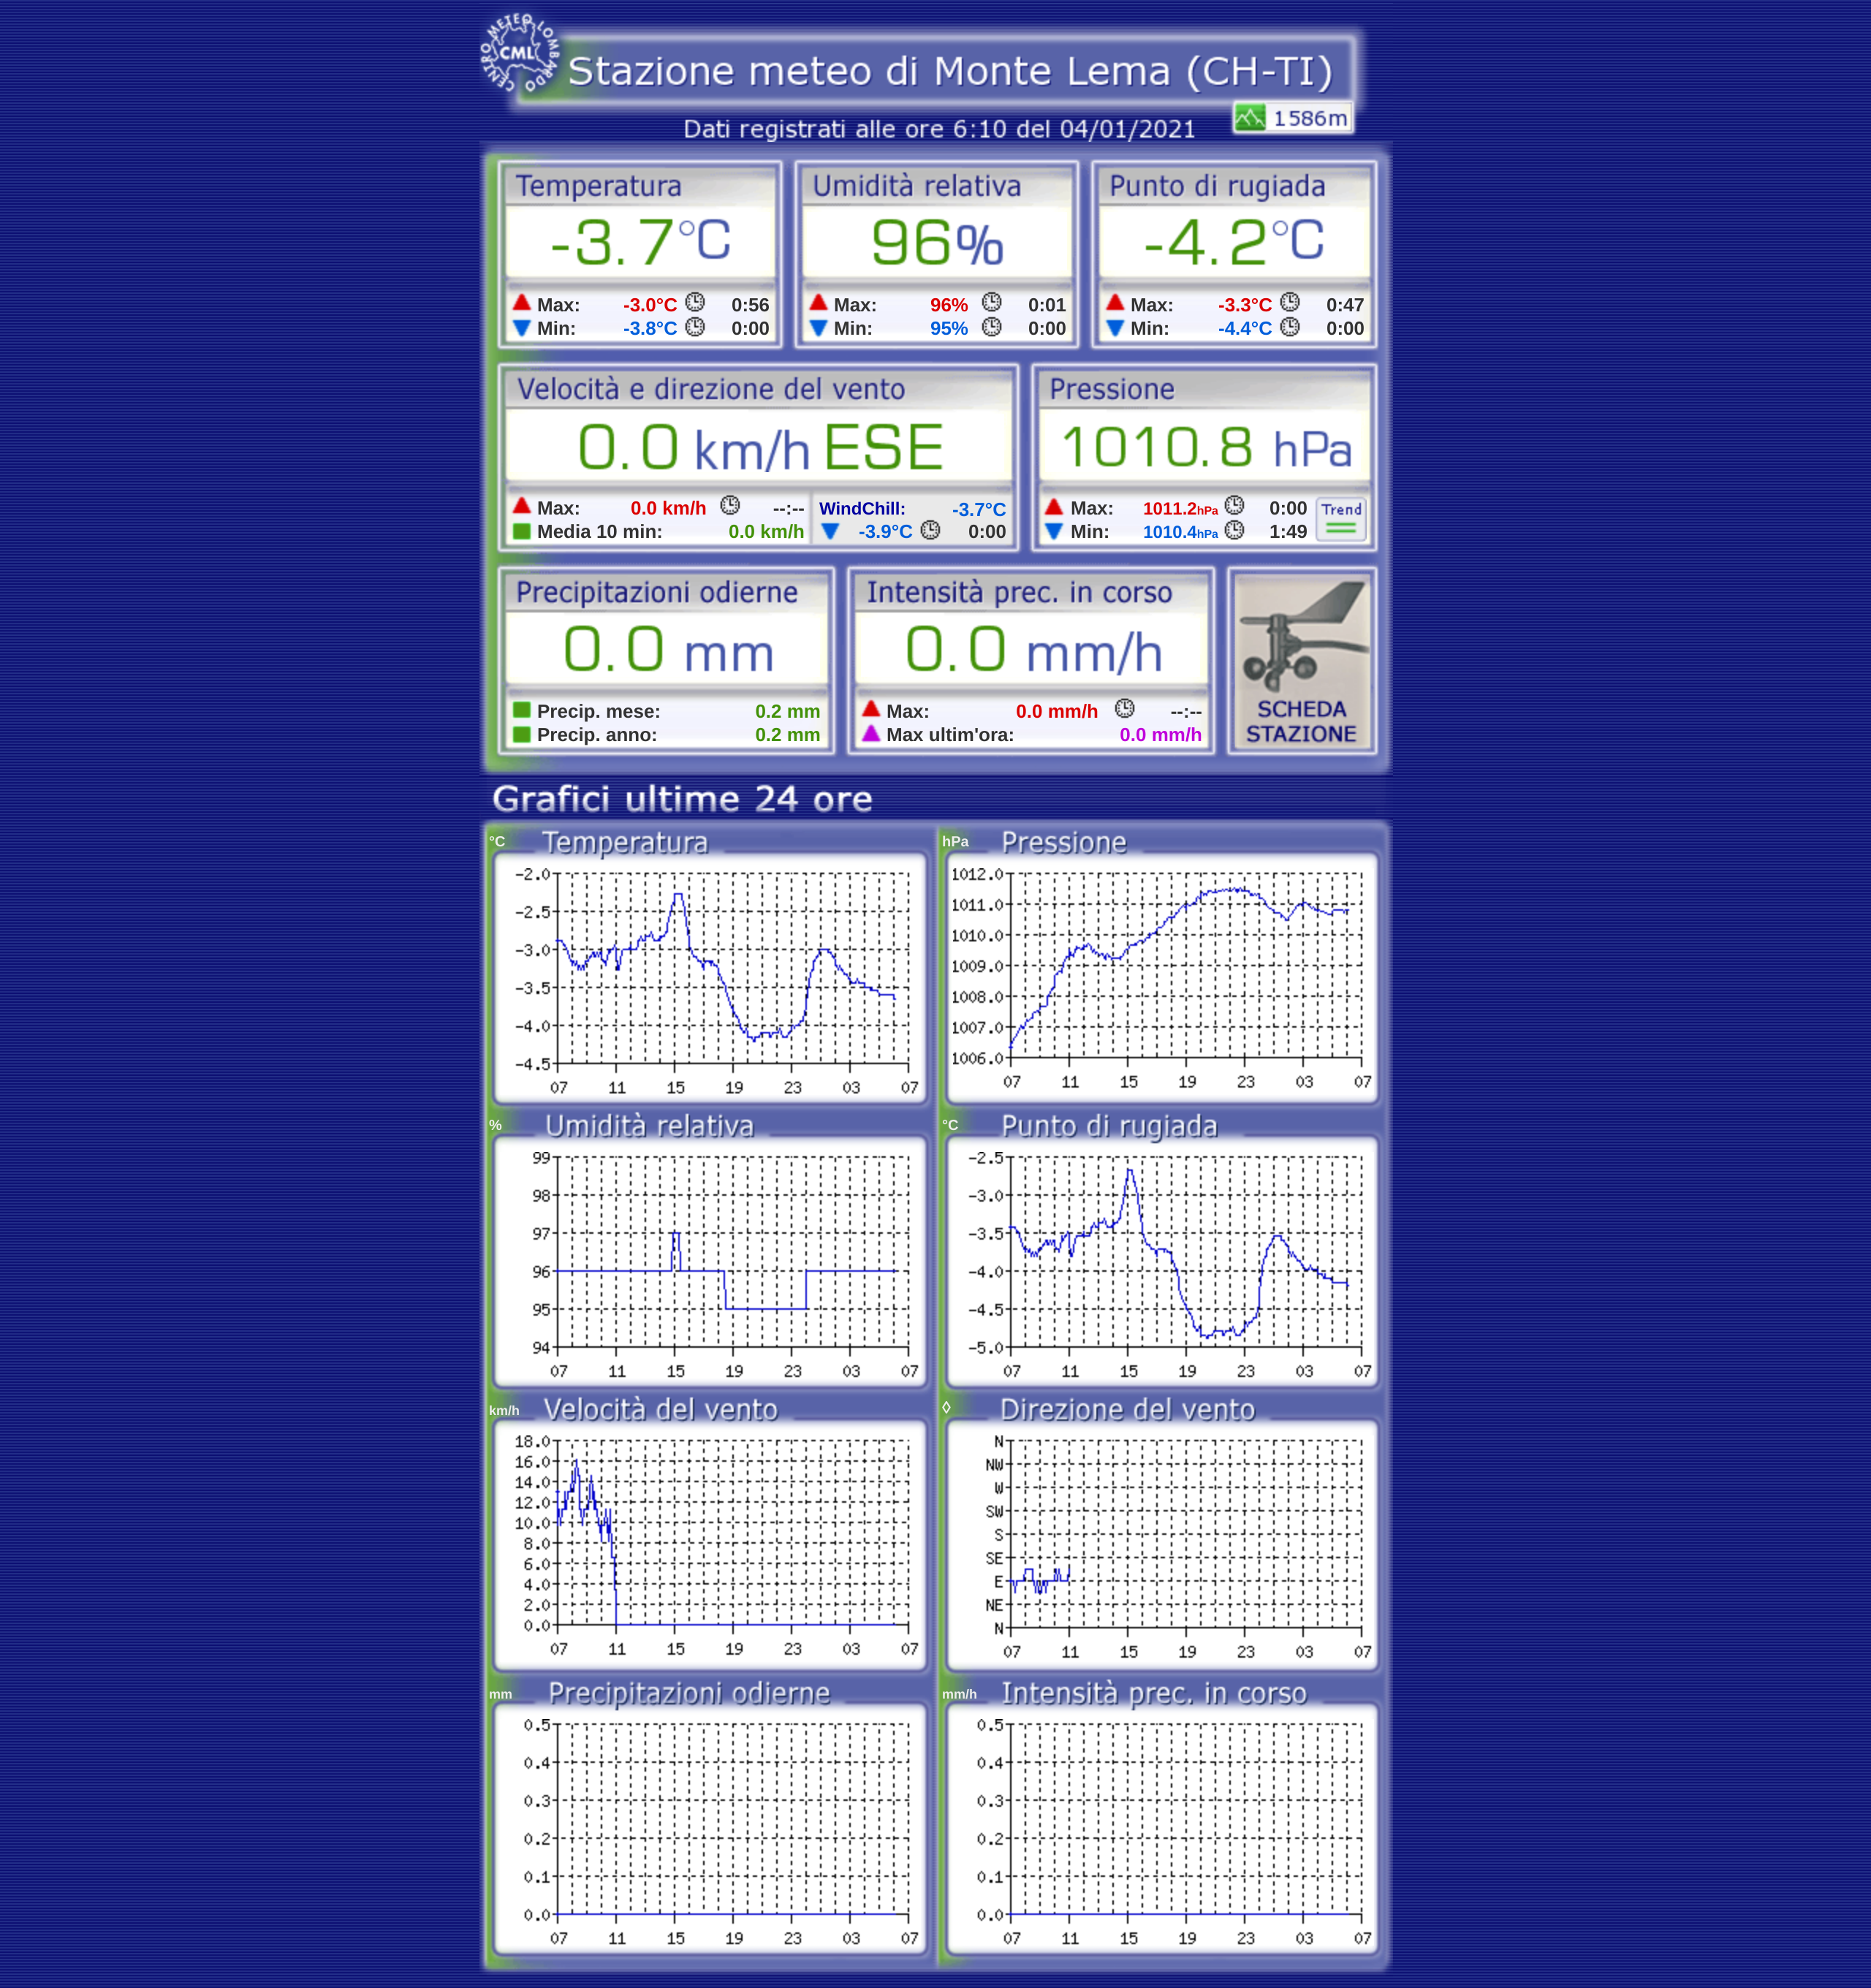 CENTRO METEO LOMBARDO
CML
Stazione meteo di Monte Lema (CH-TI)
1586m
Dati registrati alle ore 6:10 del 04/01/2021
Temperatura Umidità relativa Punto di rugiada
-3.7°C 96% -4.2°C
Max: -3.0°C 0:56 Max: 96% 0:01 Max: -3.3°C 0:47
Min: -3.8°C 0:00 Min: 95% 0:00 Min: -4.4°C 0:00
Velocità e direzione del vento Pressione
0.0 km/h ESE 1010.8 hPa
Max: 0.0 km/h --:-- WindChill: -3.7°C Max: 1011.2hPa 0:00 Trend
Media 10 min: 0.0 km/h -3.9°C 0:00 Min: 1010.4hPa 1:49
Precipitazioni odierne Intensità prec. in corso
0.0 mm 0.0 mm/h
Precip. mese: 0.2 mm Max: 0.0 mm/h --:-- SCHEDA
Precip. anno: 0.2 mm Max ultim'ora: 0.0 mm/h STAZIONE
Grafici ultime 24 ore
°C Temperatura
-2.0
-2.5
-3.0
-3.5
-4.0
-4.5
07 11 15 19 23 03 07
hPa Pressione
1012.0
1011.0
1010.0
1009.0
1008.0
1007.0
1006.0
07 11 15 19 23 03 07
% Umidità relativa
99
98
97
96
95
94
07 11 15 19 23 03 07
°C Punto di rugiada
-2.5
-3.0
-3.5
-4.0
-4.5
-5.0
07 11 15 19 23 03 07
km/h Velocità del vento
18.0
16.0
14.0
12.0
10.0
8.0
6.0
4.0
2.0
0.0
07 11 15 19 23 03 07
◊ Direzione del vento
N
NW
W
SW
S
SE
E
NE
N
07 11 15 19 23 03 07
mm Precipitazioni odierne
0.5
0.4
0.3
0.2
0.1
0.0
07 11 15 19 23 03 07
mm/h Intensità prec. in corso
0.5
0.4
0.3
0.2
0.1
0.0
07 11 15 19 23 03 07